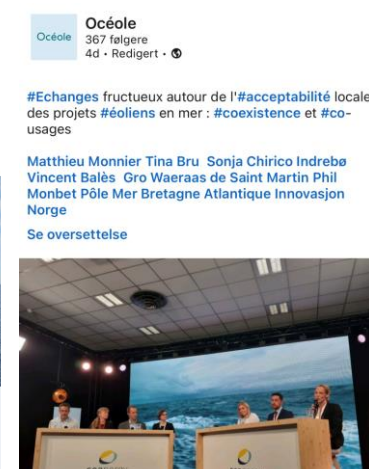 Océole
Océole
367 følgere
4d • Redigert •
#Echanges fructueux autour de l'#acceptabilité locale
des projets #éoliens en mer : #coexistence et #co-
usages
Matthieu Monnier Tina Bru Sonja Chirico Indrebø
Vincent Balès Gro Waeraas de Saint Martin Phil
Monbet Pôle Mer Bretagne Atlantique Innovasjon
Norge
Se oversettelse